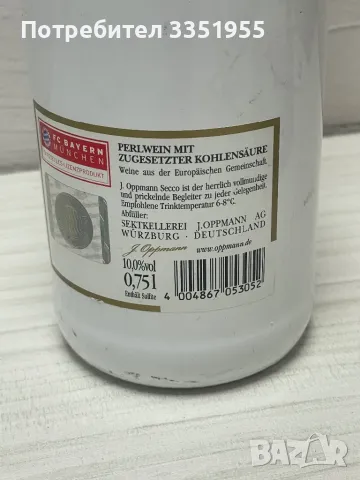 Потребител 3351955
FC BAYERN
MÜNCHEN
PERLWEIN MIT
ZUGESETZTER KOHLENSÄURE
Weine aus der Europäischen Gemeinschaft.
J. Oppmann Secco ist der herrlich vollmundige
und prickelnde Begleiter zu jeder Gelegenheit.
Empfohlene Trinktemperatur 6-8°C.
Abfüller:
SEKTKELLEREI J.OPPMANN AG
WÜRZBURG - DEUTSCHLAND
J. Oppmann
www.oppmann.de
10,0%vol
0,75l
Enthält Sulfite
4 004867 053052
bazar.bg